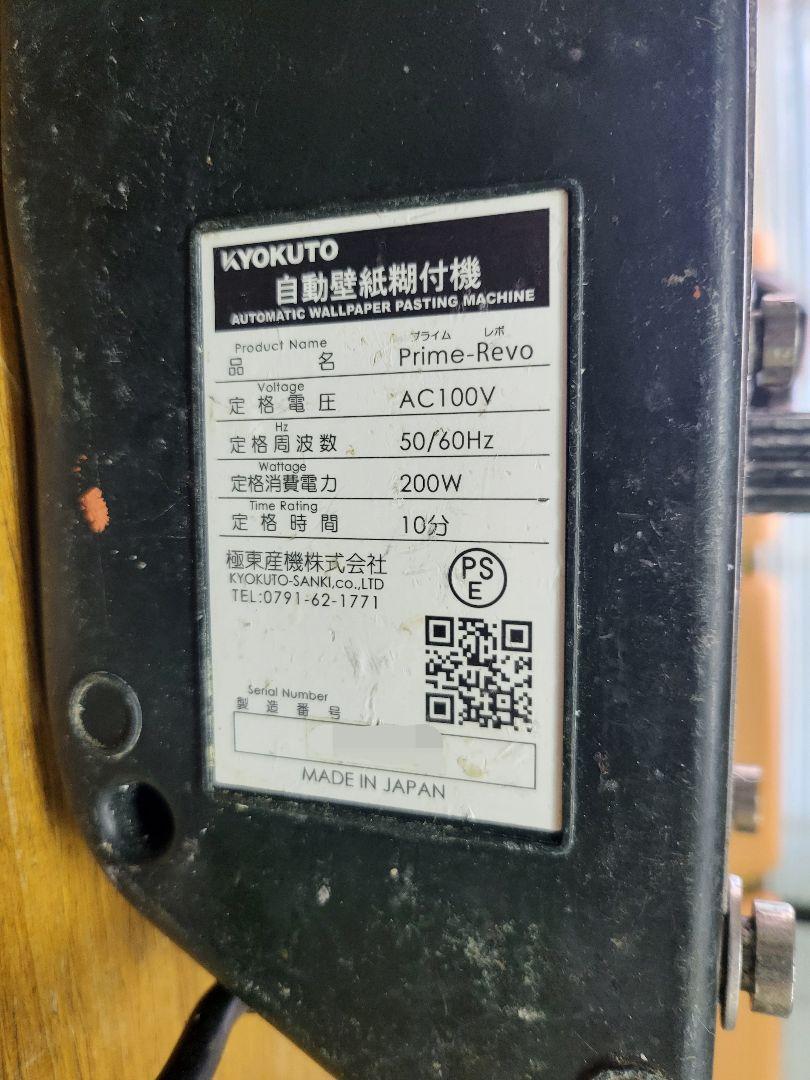 KYOKUTO
自動壁紙糊付機
AUTOMATIC WALLPAPER PASTING MACHINE
Product Name
プライム レボ
品名 Prime-Revo
Voltage
定格電圧 AC100V
Hz
定格周波数 50/60Hz
Wattage
定格消費電力 200W
Time Rating
定格時間 10分
極東産機株式会社
KYOKUTO-SANKI,co.,LTD
TEL:0791-62-1771
PS
E
Serial Number
製造番号
MADE IN JAPAN